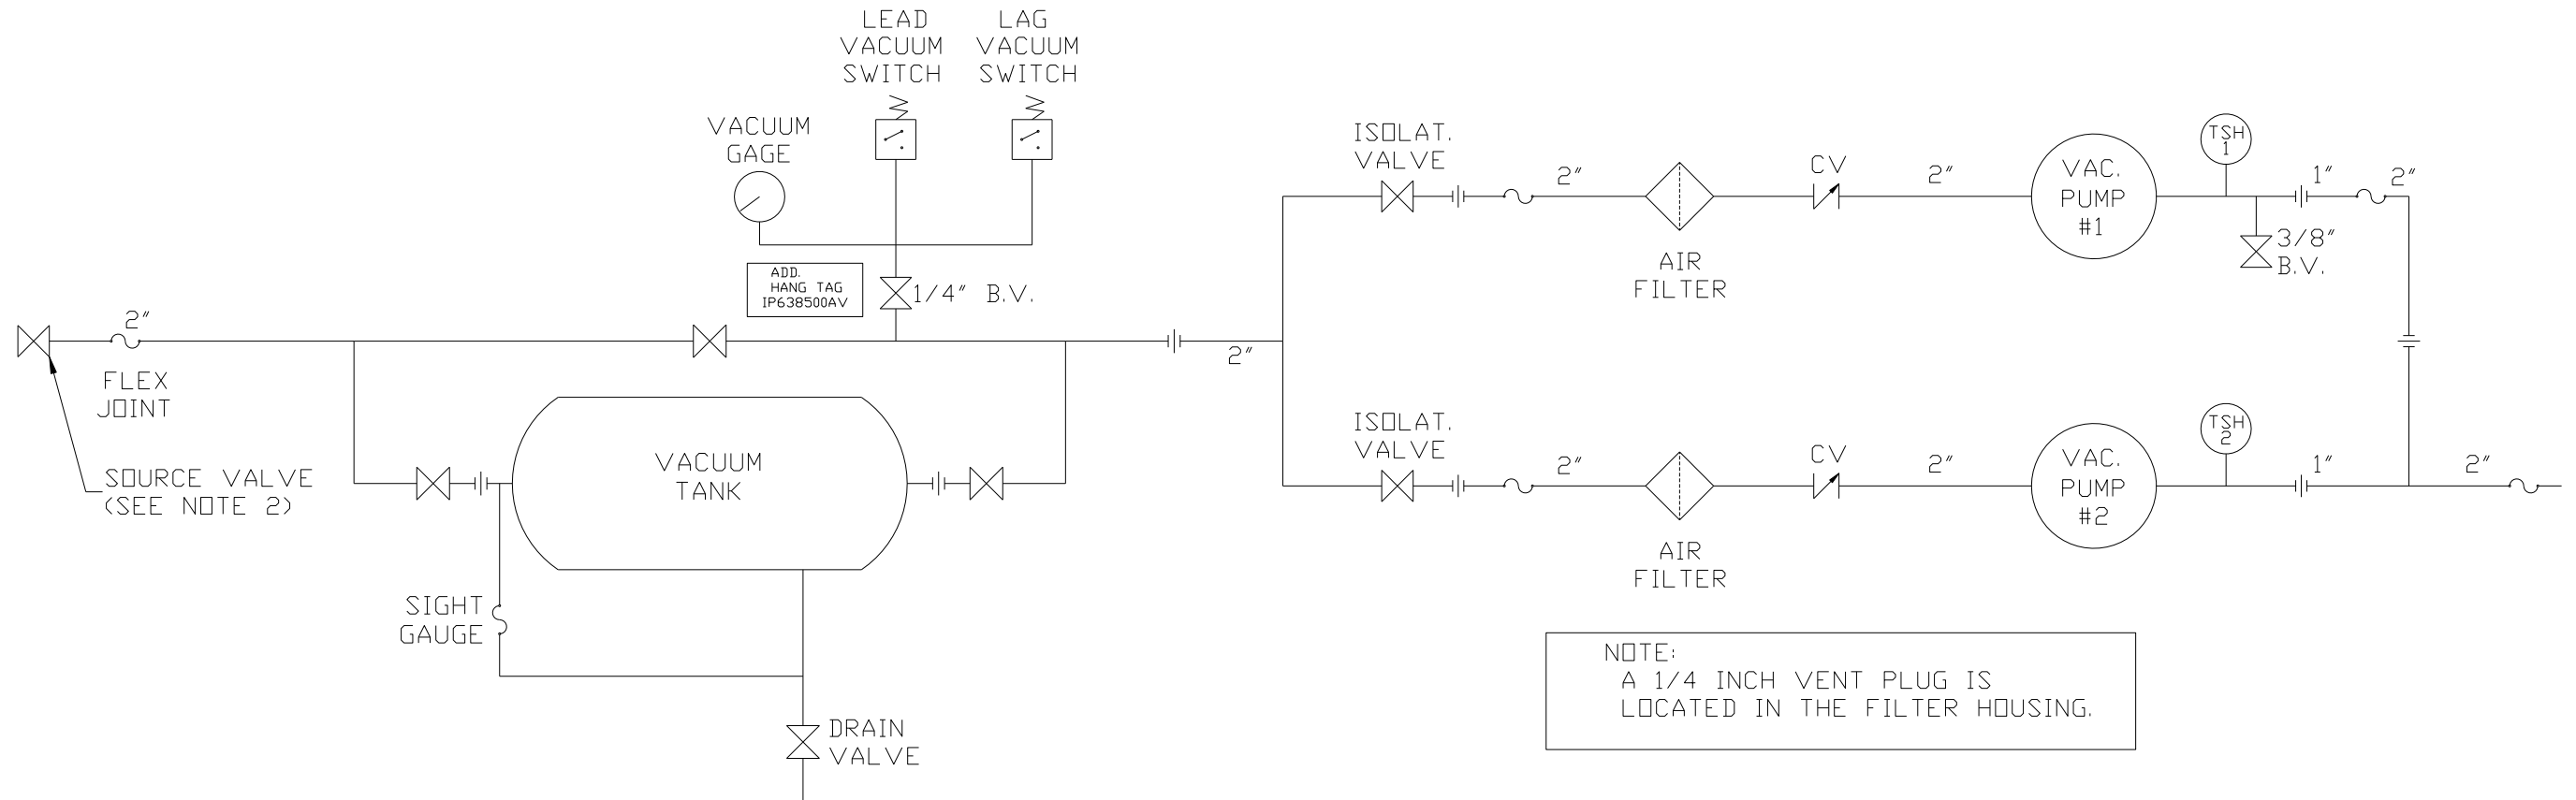 LEAD
VACUUM
SWITCH
LAG
VACUUM
SWITCH
VACUUM
GAGE
ADD.
HANG TAG
IP638500AV
1/4" B.V.
2"
FLEX
JOINT
SOURCE VALVE
(SEE NOTE 2)
VACUUM
TANK
SIGHT
GAUGE
DRAIN
VALVE
2"
ISOLAT.
VALVE
2"
AIR
FILTER
CV
2"
VAC.
PUMP
#1
TSH
1
1"
2"
3/8"
B.V.
ISOLAT.
VALVE
2"
AIR
FILTER
CV
2"
VAC.
PUMP
#2
TSH
2
1"
2"
NOTE:
A 1/4 INCH VENT PLUG IS
LOCATED IN THE FILTER HOUSING.